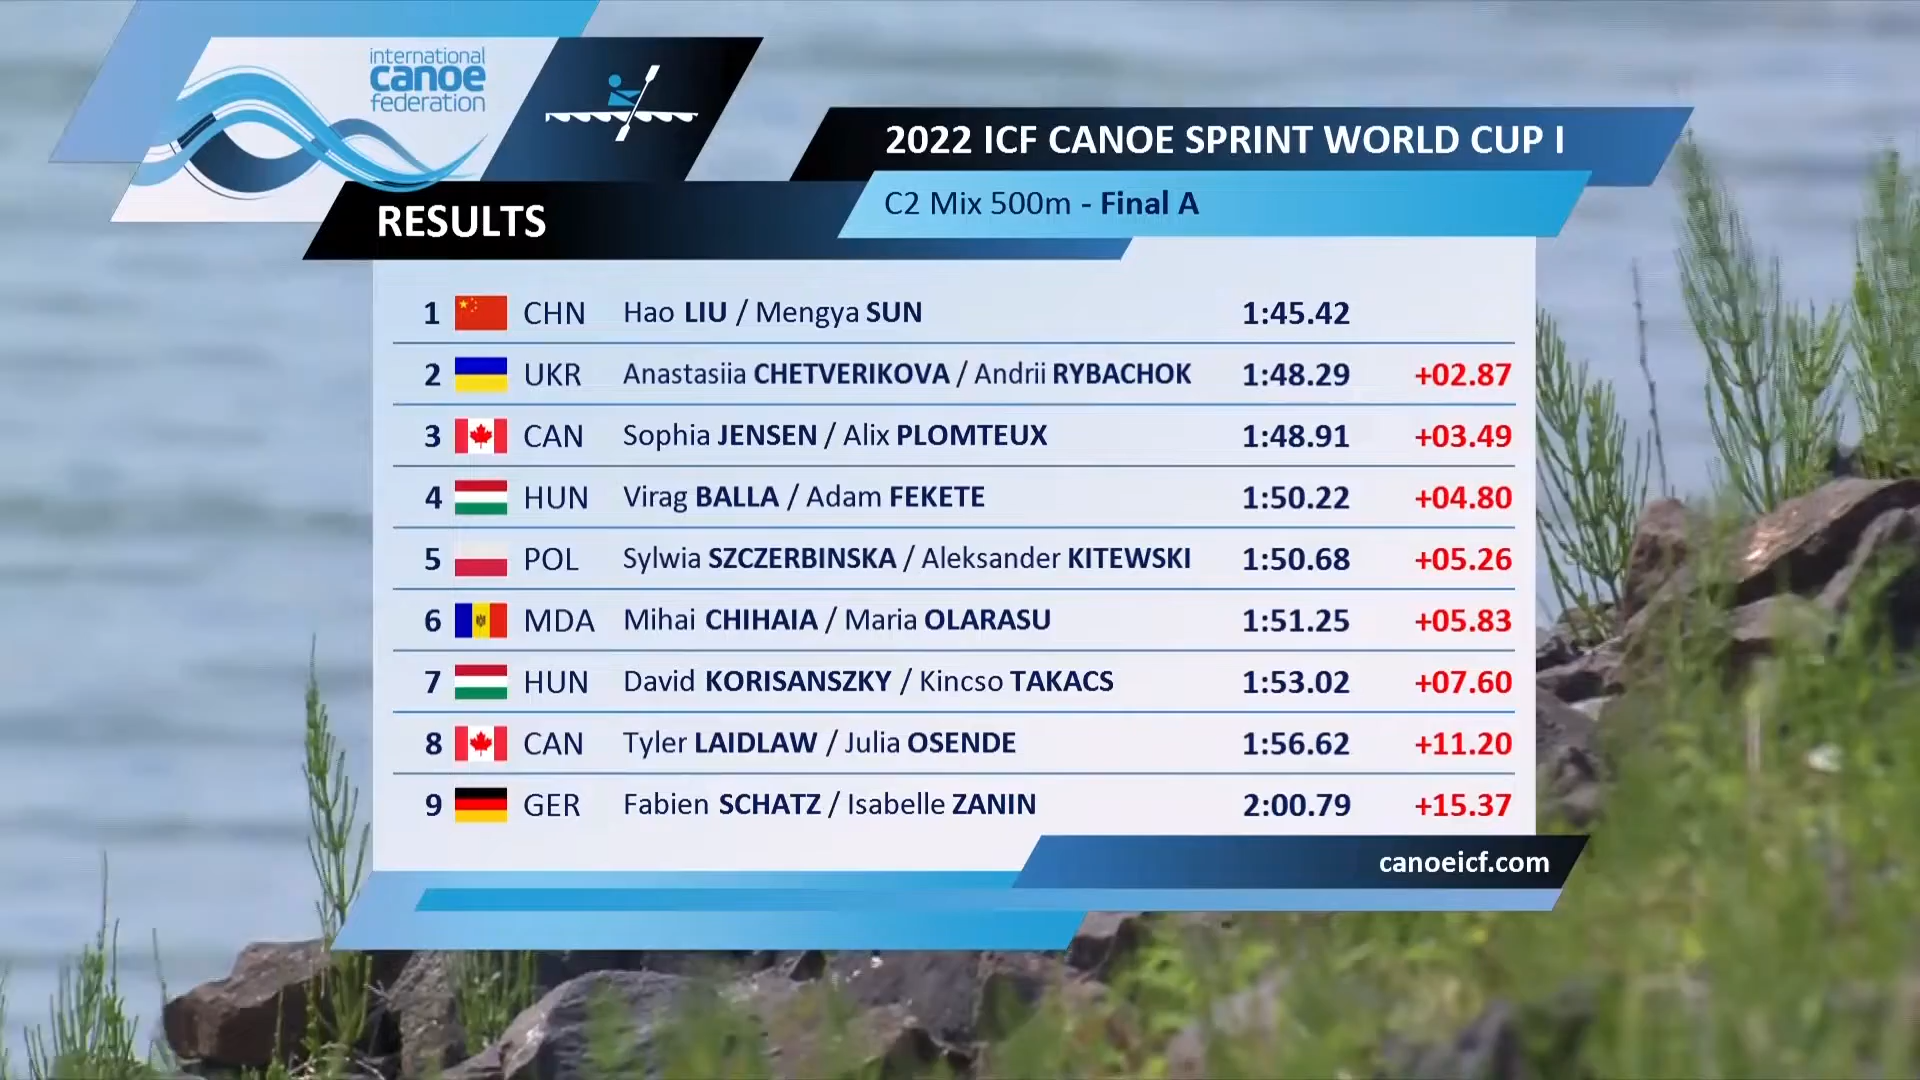 international
canoe
federation
2022 ICF CANOE SPRINT WORLD CUP I
C2 Mix 500m - Final A
RESULTS
1 CHN Hao LIU / Mengya SUN 1:45.42
2 UKR Anastasiia CHETVERIKOVA / Andrii RYBACHOK 1:48.29 +02.87
3 CAN Sophia JENSEN / Alix PLOMTEUX 1:48.91 +03.49
4 HUN Virag BALLA / Adam FEKETE 1:50.22 +04.80
5 POL Sylwia SZCZERBINSKA / Aleksander KITEWSKI 1:50.68 +05.26
6 MDA Mihai CHIHAIA / Maria OLARASU 1:51.25 +05.83
7 HUN David KORISANSZKY / Kincso TAKACS 1:53.02 +07.60
8 CAN Tyler LAIDLAW / Julia OSENDE 1:56.62 +11.20
9 GER Fabien SCHATZ / Isabelle ZANIN 2:00.79 +15.37
canoeicf.com